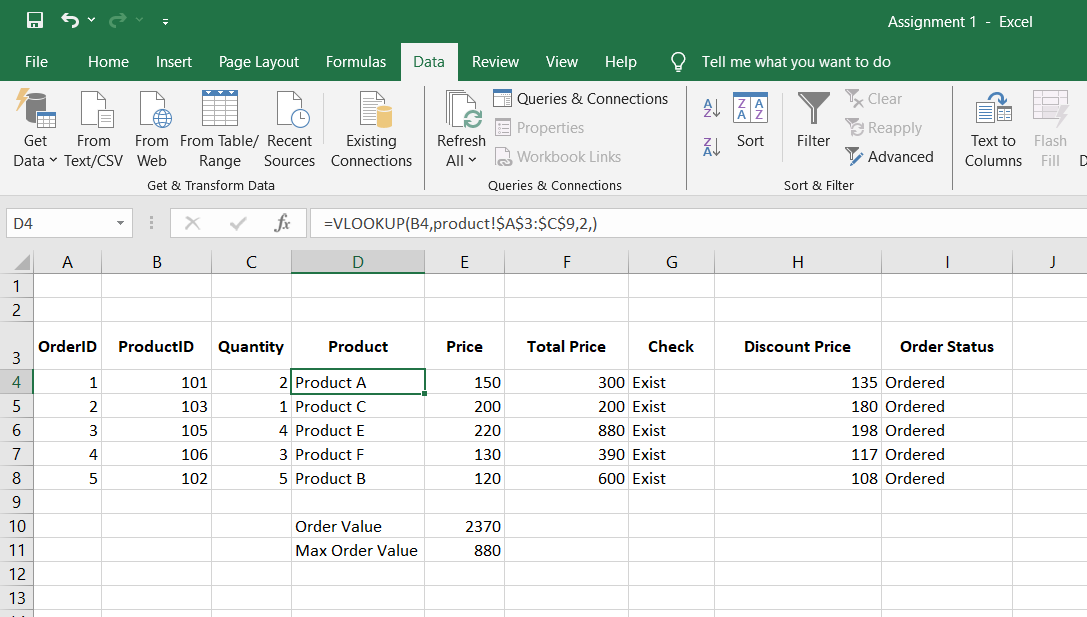 Assignment 1 - Excel
File Home Insert Page Layout Formulas Data Review View Help Tell me what you want to do
Get Data
From Text/CSV
From Web
From Table/ Range
Recent Sources
Existing Connections
Get & Transform Data
Refresh All
Queries & Connections
Properties
Workbook Links
Queries & Connections
Sort
Filter
Clear
Reapply
Advanced
Sort & Filter
Text to Columns
Flash Fill
D4 fx =VLOOKUP(B4,product!$A$3:$C$9,2,)
A B C D E F G H I J
1
2
3 OrderID ProductID Quantity Product Price Total Price Check Discount Price Order Status
4 1 101 2 Product A 150 300 Exist 135 Ordered
5 2 103 1 Product C 200 200 Exist 180 Ordered
6 3 105 4 Product E 220 880 Exist 198 Ordered
7 4 106 3 Product F 130 390 Exist 117 Ordered
8 5 102 5 Product B 120 600 Exist 108 Ordered
9
10 Order Value 2370
11 Max Order Value 880
12
13